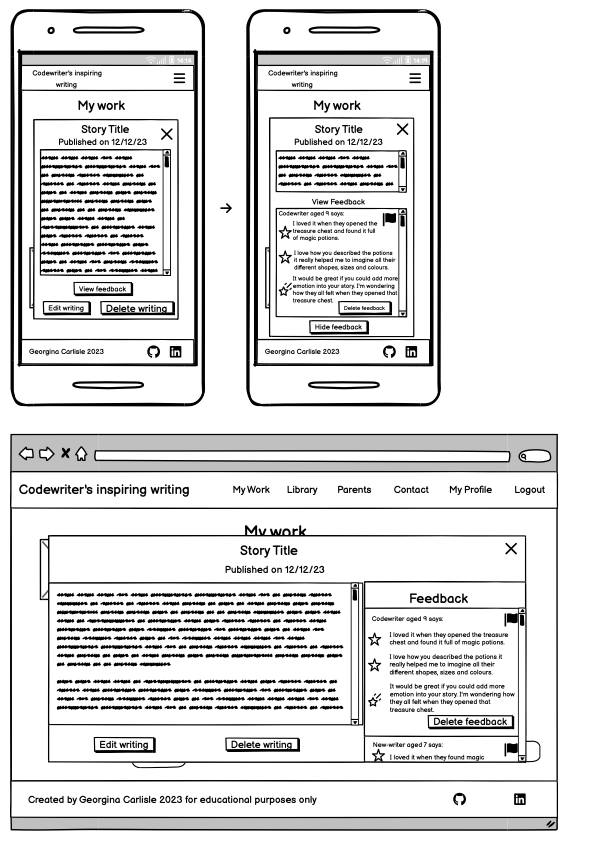 14:14
Codewriter's inspiring
writing
My work
Story Title
Published on 12/12/23
View feedback
Edit writing
Delete writing
Georgina Carlisle 2023
Codewriter's inspiring
writing
My work
Story Title
Published on 12/12/23
View Feedback
Codewriter aged 9 says:
I loved it when they opened the
treasure chest and found it full
of magic potions.
I love how you described the potions
it really helped me to imagine all their
different shapes, sizes and colours.
It would be great if you could add more
emotion into your story. I'm wondering
how they all felt when they opened that
treasure chest.
Delete feedback
Hide feedback
Georgina Carlisle 2023
Codewriter's inspiring writing
My Work
Library
Parents
Contact
My Profile
Logout
My work
Story Title
Published on 12/12/23
Feedback
Codewriter aged 9 says:
I loved it when they opened the treasure
chest and found it full of magic potions.
I love how you described the potions it
really helped me to imagine all their
different shapes, sizes and colours.
It would be great if you could add more
emotion into your story. I'm wondering how
they all felt when they opened that
treasure chest.
Delete feedback
New-writer aged 7 says:
I loved it when they found magic
Edit writing
Delete writing
Created by Georgina Carlisle 2023 for educational purposes only